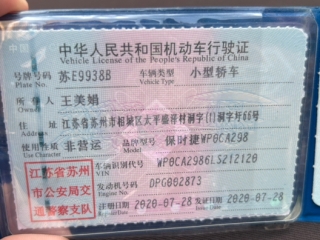 中华人民共和国机动车行驶证
Vehicle License of the People's Republic of China
号牌号码 苏E9938B 车辆类型 小型轿车
Plate No. Vehicle Type
所有人 王美娟
Owner
住址 江苏省苏州市相城区太平
使用性质 非营运 品牌型号 保时捷WP0CA298
Use Character Model
江苏省苏州市公安局交通警察支队
车辆识别代号 WP0CA2986LS212120
VIN
发动机号码 DPG002873
Engine No.
注册日期 2020-07-28 发证日期 2020-07-28
Register Date Issue Date